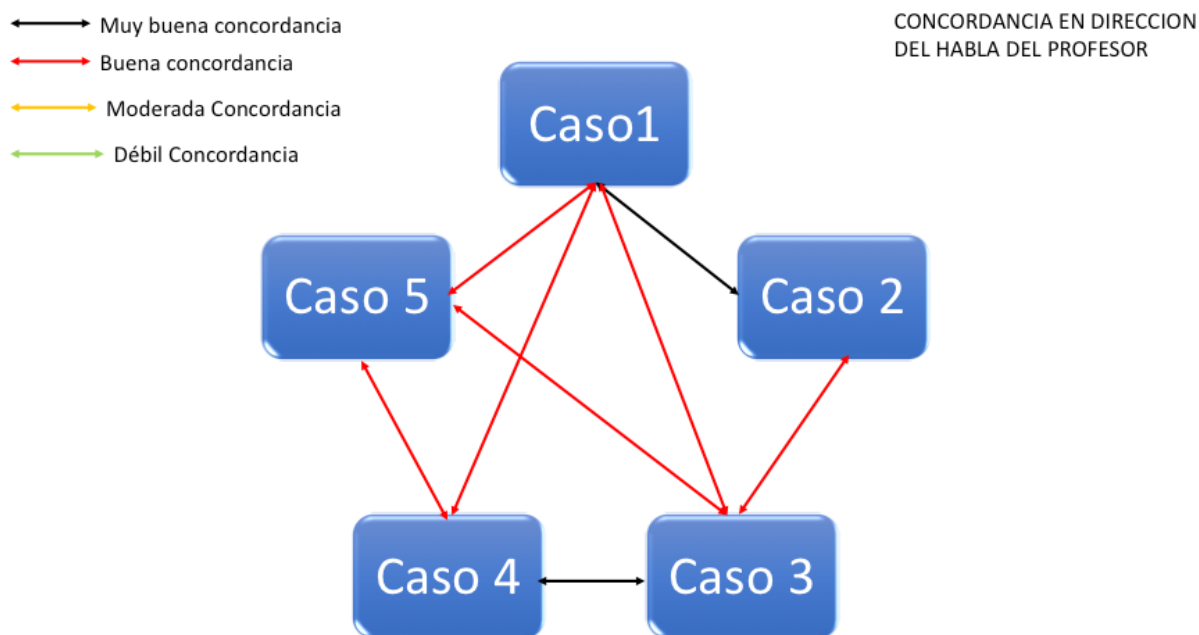 Muy buena concordancia
Buena concordancia
Moderada Concordancia
Débil Concordancia
CONCORDANCIA EN DIRECCION
DEL HABLA DEL PROFESOR
Caso1
Caso 5
Caso 2
Caso 4
Caso 3